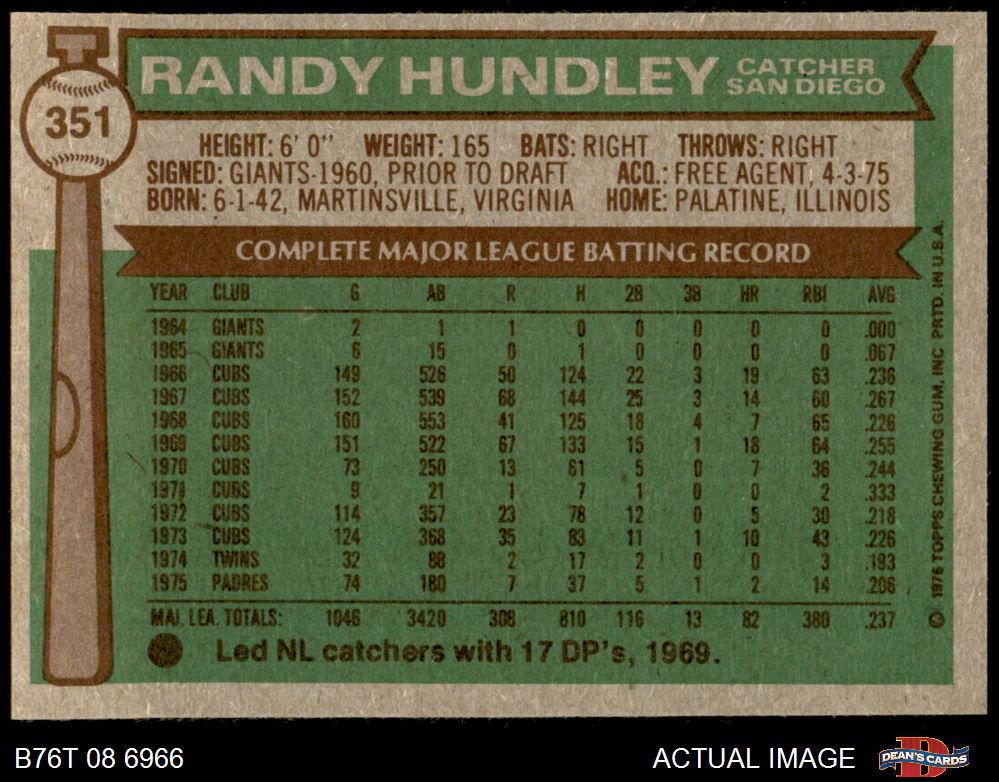 351
RANDY HUNDLEY CATCHER SAN DIEGO
HEIGHT: 6' 0" WEIGHT: 165 BATS: RIGHT THROWS: RIGHT
SIGNED: GIANTS-1960, PRIOR TO DRAFT ACQ.: FREE AGENT, 4-3-75
BORN: 6-1-42, MARTINSVILLE, VIRGINIA HOME: PALATINE, ILLINOIS
COMPLETE MAJOR LEAGUE BATTING RECORD
YEAR CLUB G AB R H 2B 3B HR RBI AVG
1964 GIANTS 2 1 1 0 0 0 0 0 .000
1965 GIANTS 6 15 0 1 0 0 0 0 .067
1966 CUBS 149 526 50 124 22 3 19 63 .236
1967 CUBS 152 539 68 144 25 3 14 60 .267
1968 CUBS 160 553 41 125 18 4 7 65 .226
1969 CUBS 151 522 67 133 15 1 18 64 .255
1970 CUBS 73 250 13 61 5 0 7 36 .244
1971 CUBS 9 21 1 7 1 0 0 2 .333
1972 CUBS 114 357 23 78 12 0 5 30 .218
1973 CUBS 124 368 35 83 11 1 10 43 .226
1974 TWINS 32 88 2 17 2 0 0 3 .193
1975 PADRES 74 180 7 37 5 1 2 14 .206
MAJ. LEA. TOTALS: 1046 3420 308 810 116 13 82 380 .237
Led NL catchers with 17 DP's, 1969.
© 1976 TOPPS CHEWING GUM, INC PRTD. IN U.S.A.
B76T 08 6966 ACTUAL IMAGE DEAN'S CARDS